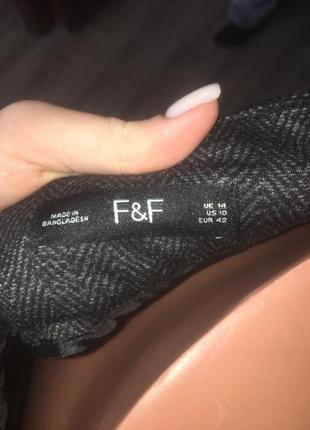 MADE IN
BANGLADESH
F&F
UK 14
US 10
EUR 42